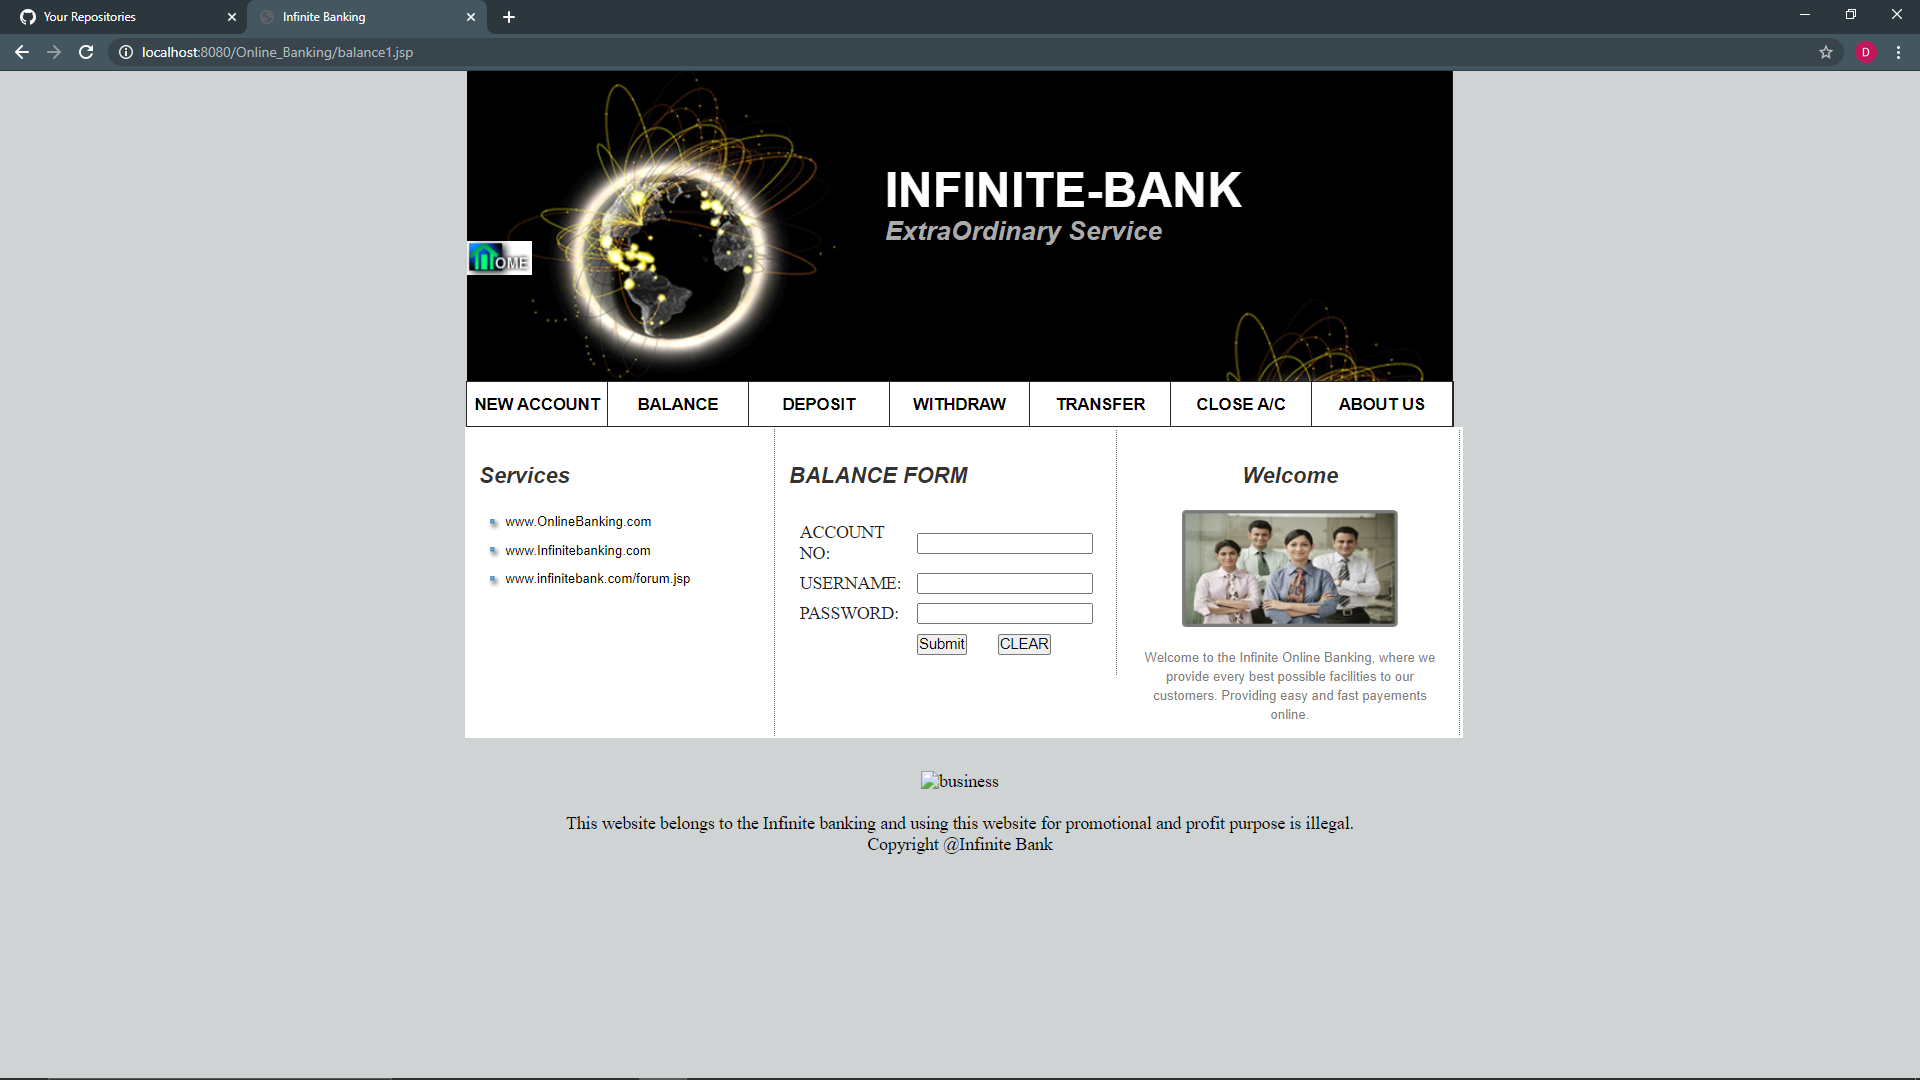 Your Repositories
Infinite Banking
localhost:8080/Online_Banking/balance1.jsp
D
INFINITE-BANK
ExtraOrdinary Service
HOME
NEW ACCOUNT BALANCE DEPOSIT WITHDRAW TRANSFER CLOSE A/C ABOUT US
Services
www.OnlineBanking.com
www.Infinitebanking.com
www.infinitebank.com/forum.jsp
BALANCE FORM
ACCOUNT
NO:
USERNAME:
PASSWORD:
Submit CLEAR
Welcome
Welcome to the Infinite Online Banking, where we
provide every best possible facilities to our
customers. Providing easy and fast payements
online.
business
This website belongs to the Infinite banking and using this website for promotional and profit purpose is illegal.
Copyright @Infinite Bank